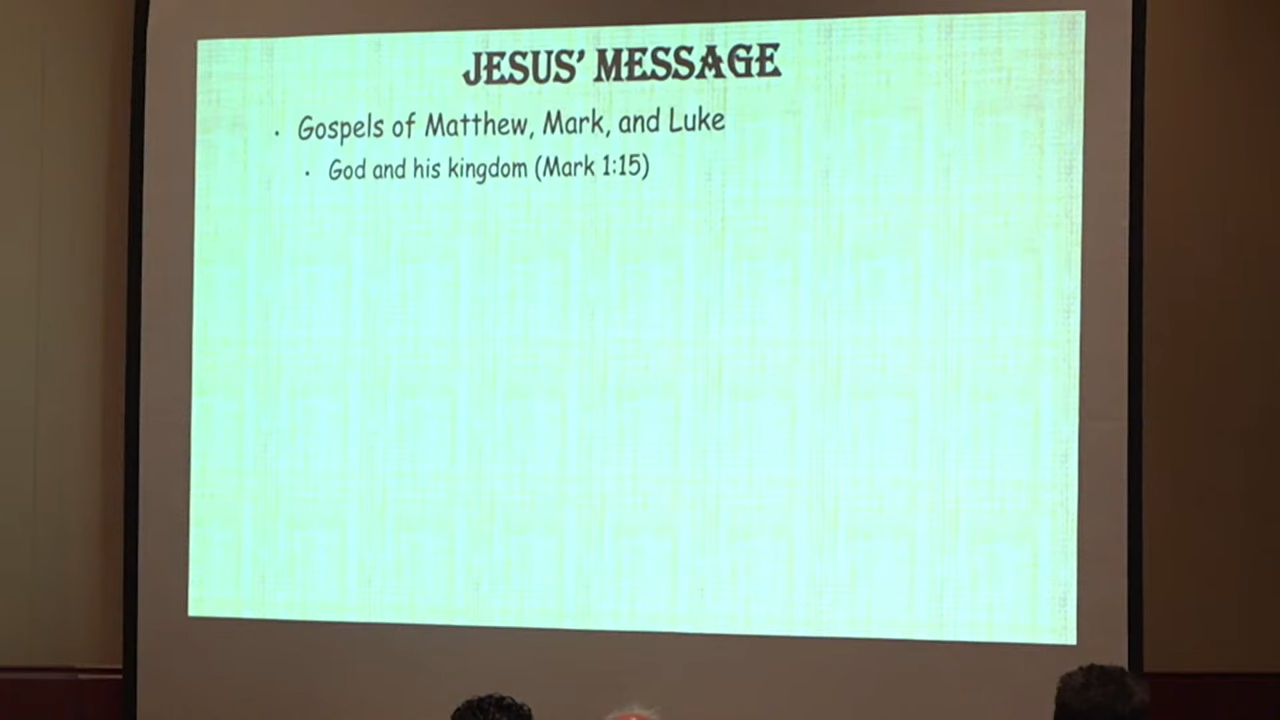 JESUS' MESSAGE
· Gospels of Matthew, Mark, and Luke
· God and his kingdom (Mark 1:15)